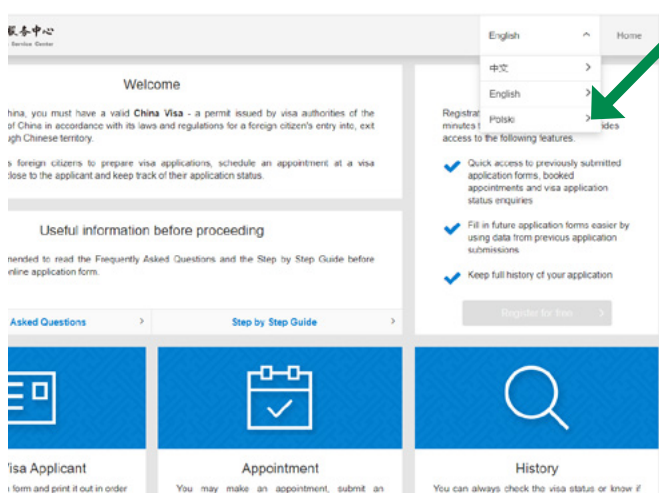 服务中心
Service Center
English
Home
中文
English
Polski
Welcome
hina, you must have a valid China Visa - a permit issued by visa authorities of the
of China in accordance with its laws and regulations for a foreign citizen's entry into, exit
ugh Chinese territory.
s foreign citizens to prepare visa applications, schedule an appointment at a visa
close to the applicant and keep track of their application status.
Registrat
minutes t
ides
access to the following features.
Quick access to previously submitted
application forms, booked
appointments and visa application
status enquiries
Fill in future application forms easier by
using data from previous application
submissions
Keep full history of your application
Register for free
Useful information before proceeding
mended to read the Frequently Asked Questions and the Step by Step Guide before
nline application form.
Asked Questions
Step by Step Guide
Visa Applicant
form and print it out in order
Appointment
You may make an appointment, submit an
History
You can always check the visa status or know if